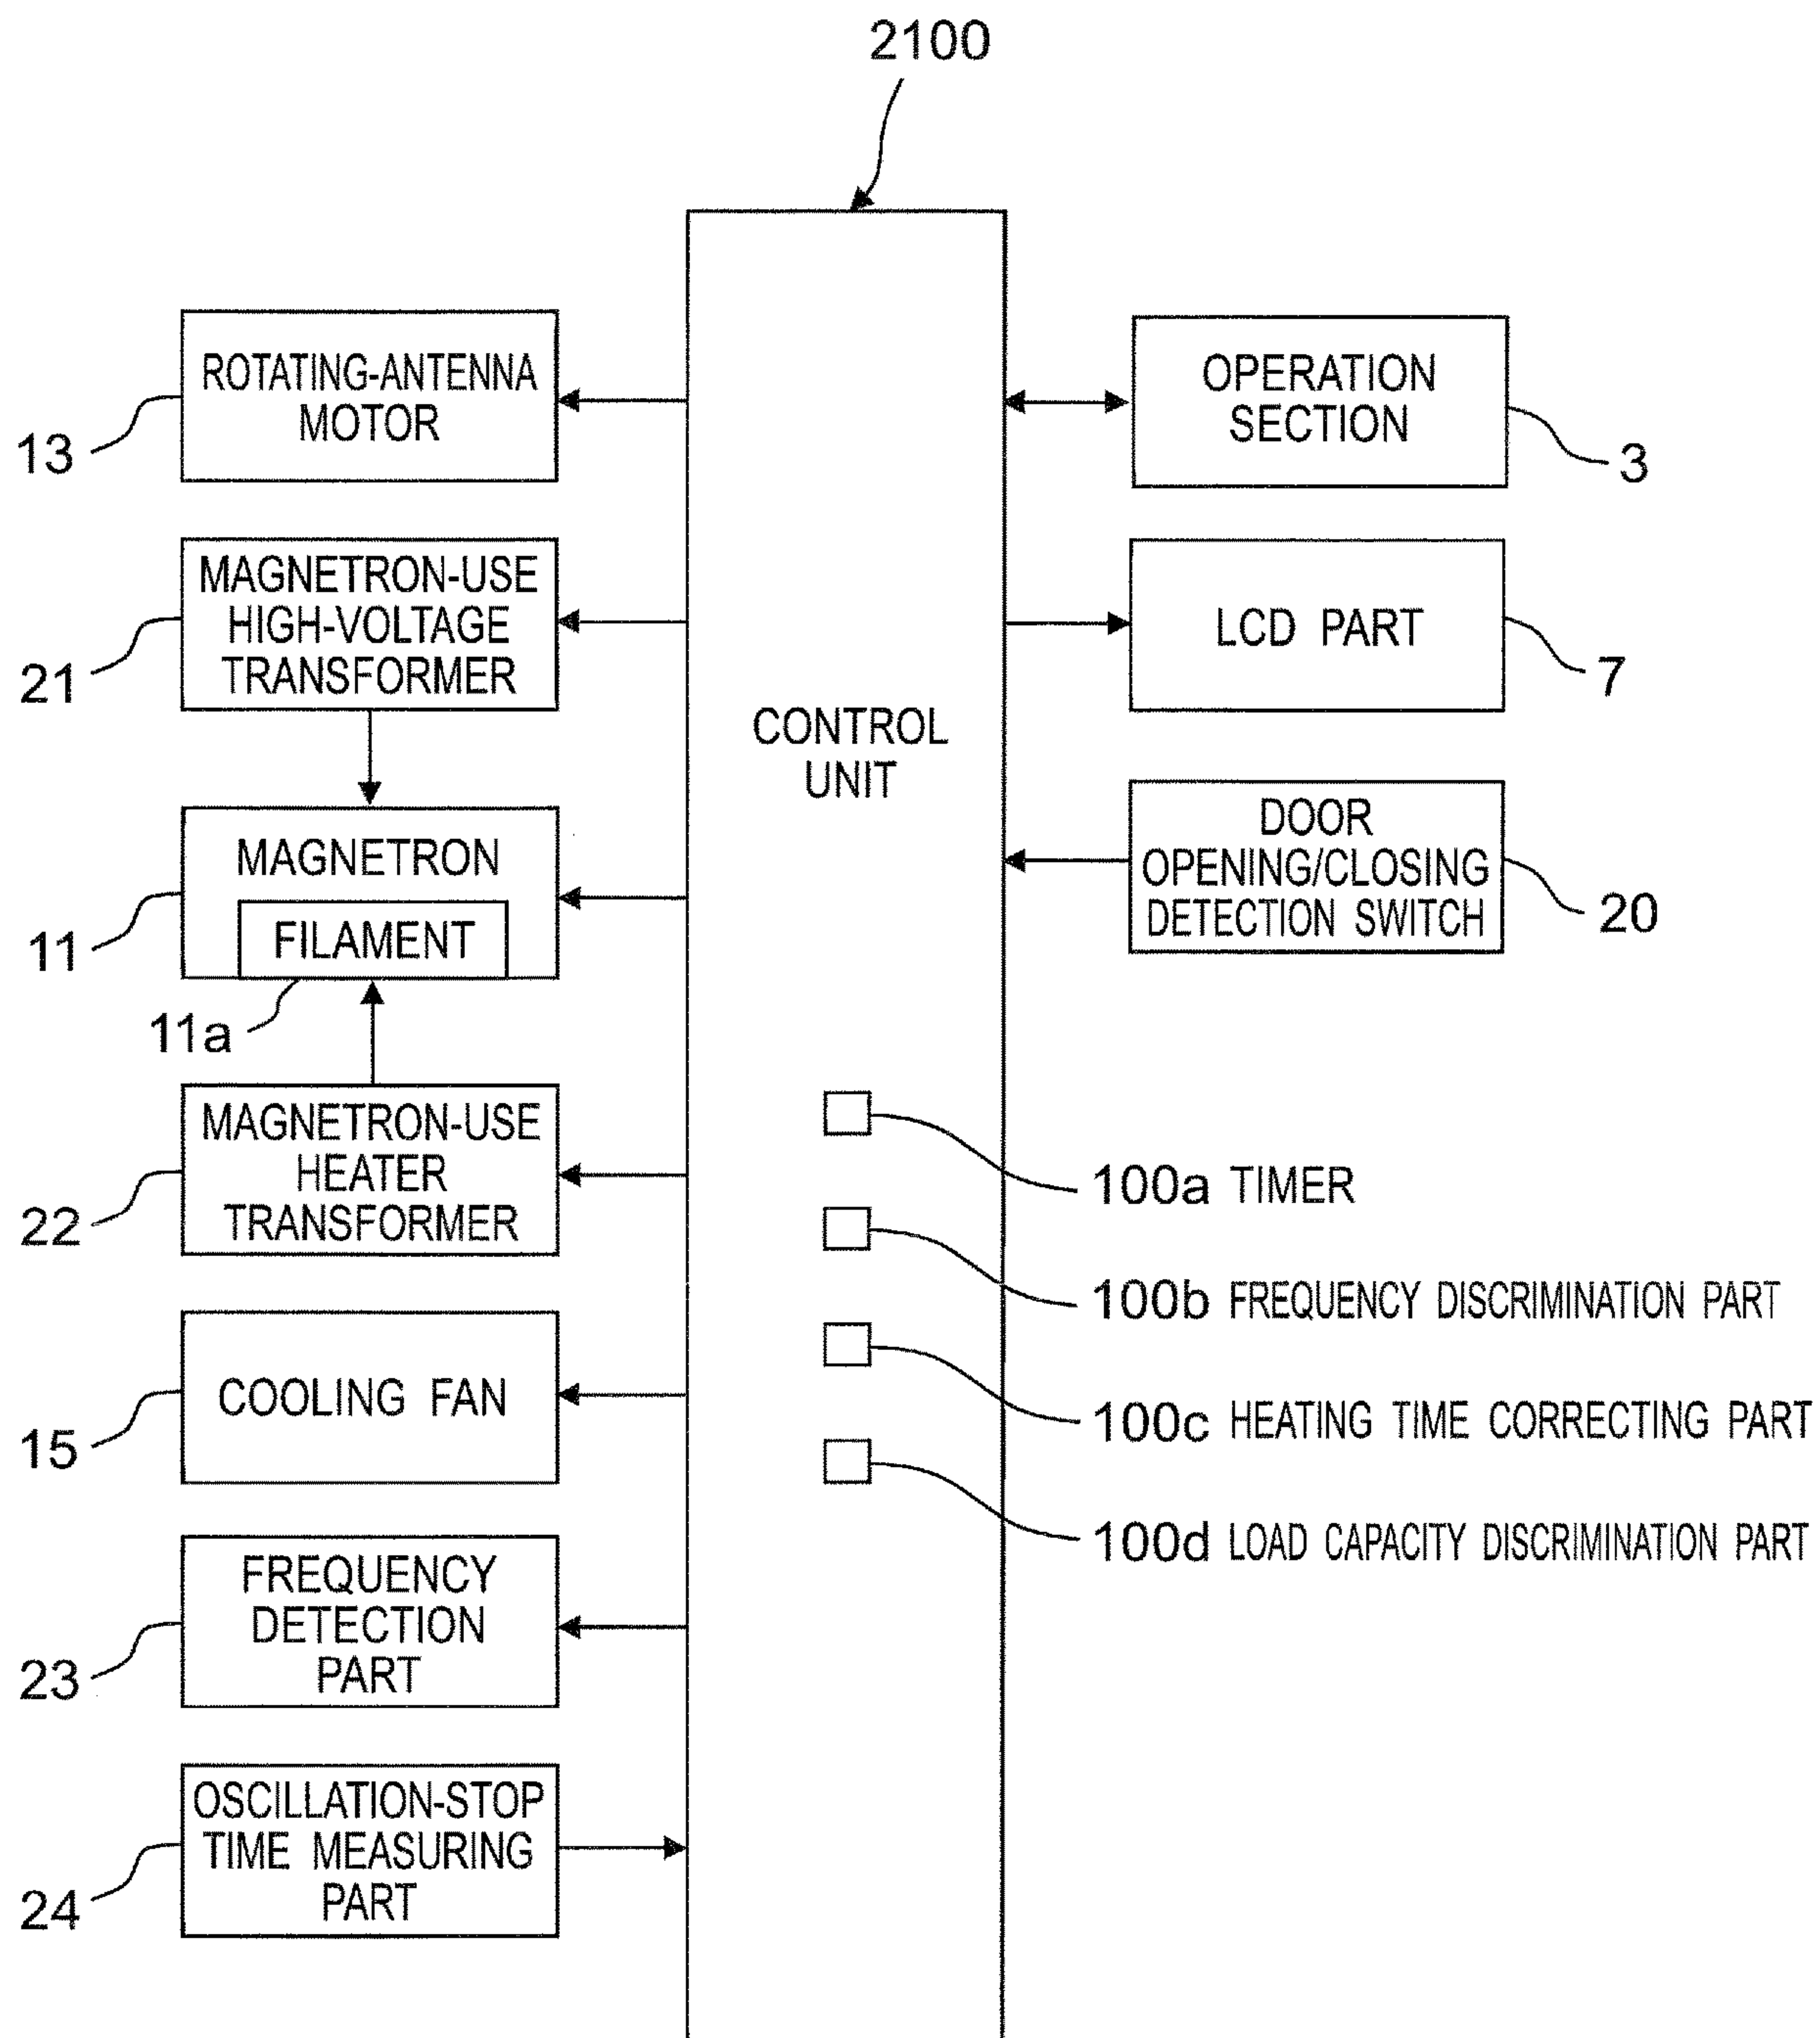 2100
ROTATING-ANTENNA
MOTOR
13
MAGNETRON-USE
HIGH-VOLTAGE
TRANSFORMER
21
MAGNETRON
11
FILAMENT
11a
MAGNETRON-USE
HEATER
TRANSFORMER
22
COOLING FAN
15
FREQUENCY
DETECTION
PART
23
OSCILLATION-STOP
TIME MEASURING
PART
24
CONTROL
UNIT
OPERATION
SECTION
3
LCD PART
7
DOOR
OPENING/CLOSING
DETECTION SWITCH
20
100a TIMER
100b FREQUENCY DISCRIMINATION PART
100c HEATING TIME CORRECTING PART
100d LOAD CAPACITY DISCRIMINATION PART